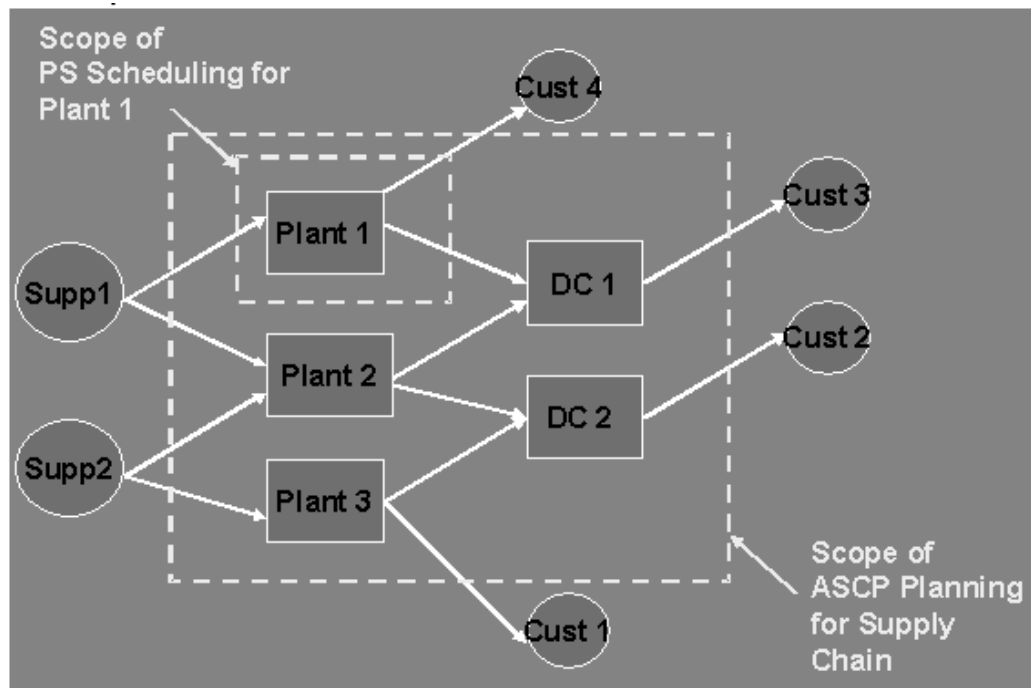 Scope of
PS Scheduling for
Plant 1
Cust 4
Cust 3
Plant 1
DC 1
Supp1
Cust 2
Plant 2
DC 2
Supp2
Plant 3
Scope of
ASCP Planning
for Supply
Chain
Cust 1